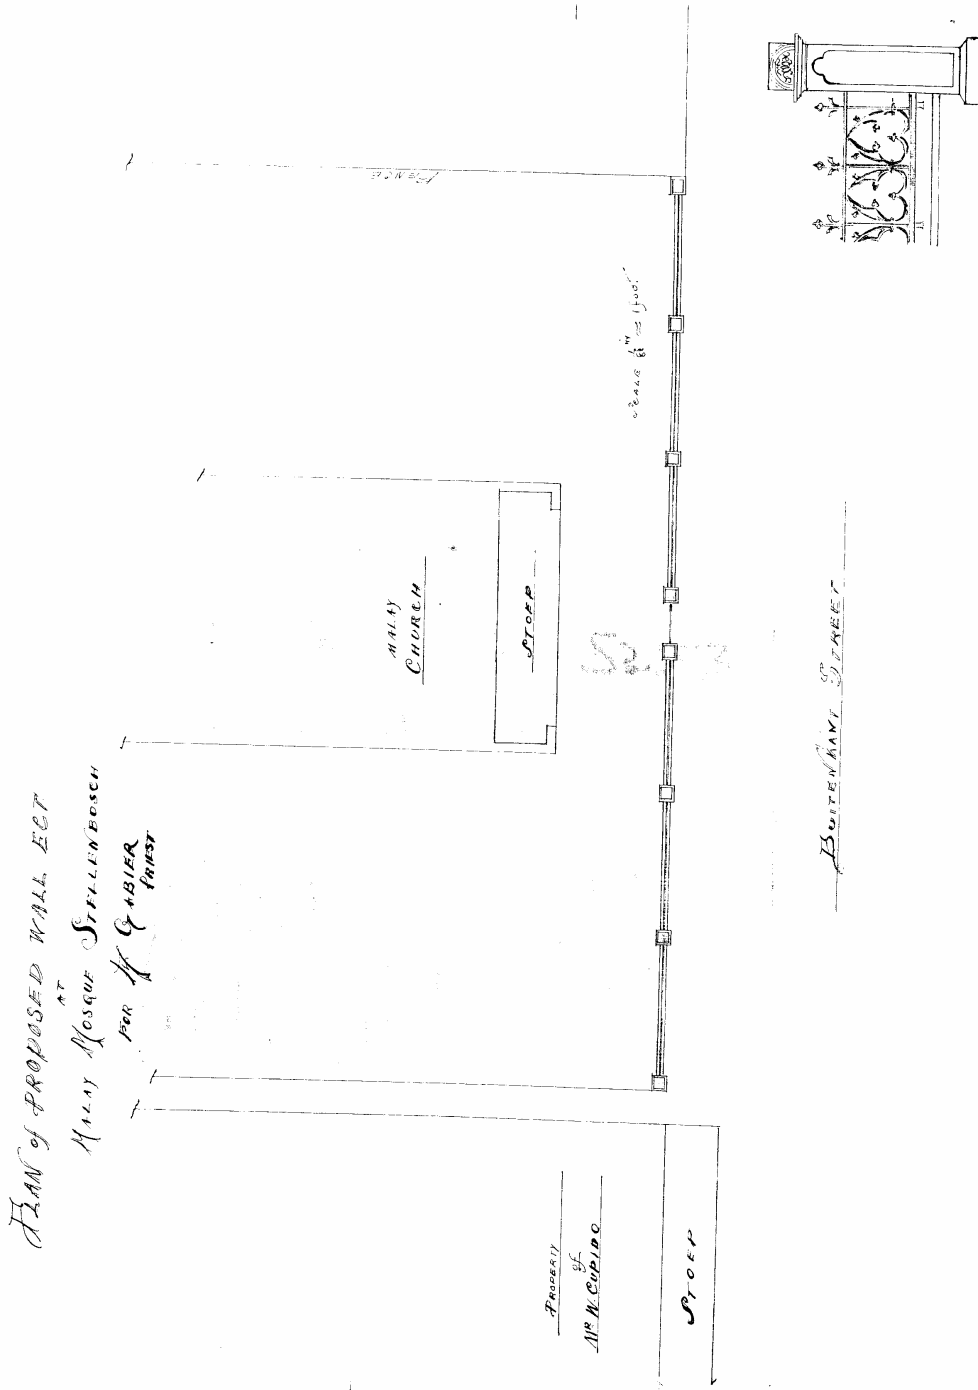 PLAN of PROPOSED WALL ECT
AT
MALAY MOSQUE STELLENBOSCH
FOR H GABIER
PRIEST
FENCE
MALAY
CHURCH
STOEP
SCALE 1/8" = 1 foot
BUITENKANT STREET
PROPERTY
of
MR W. CUPIDO
STOEP